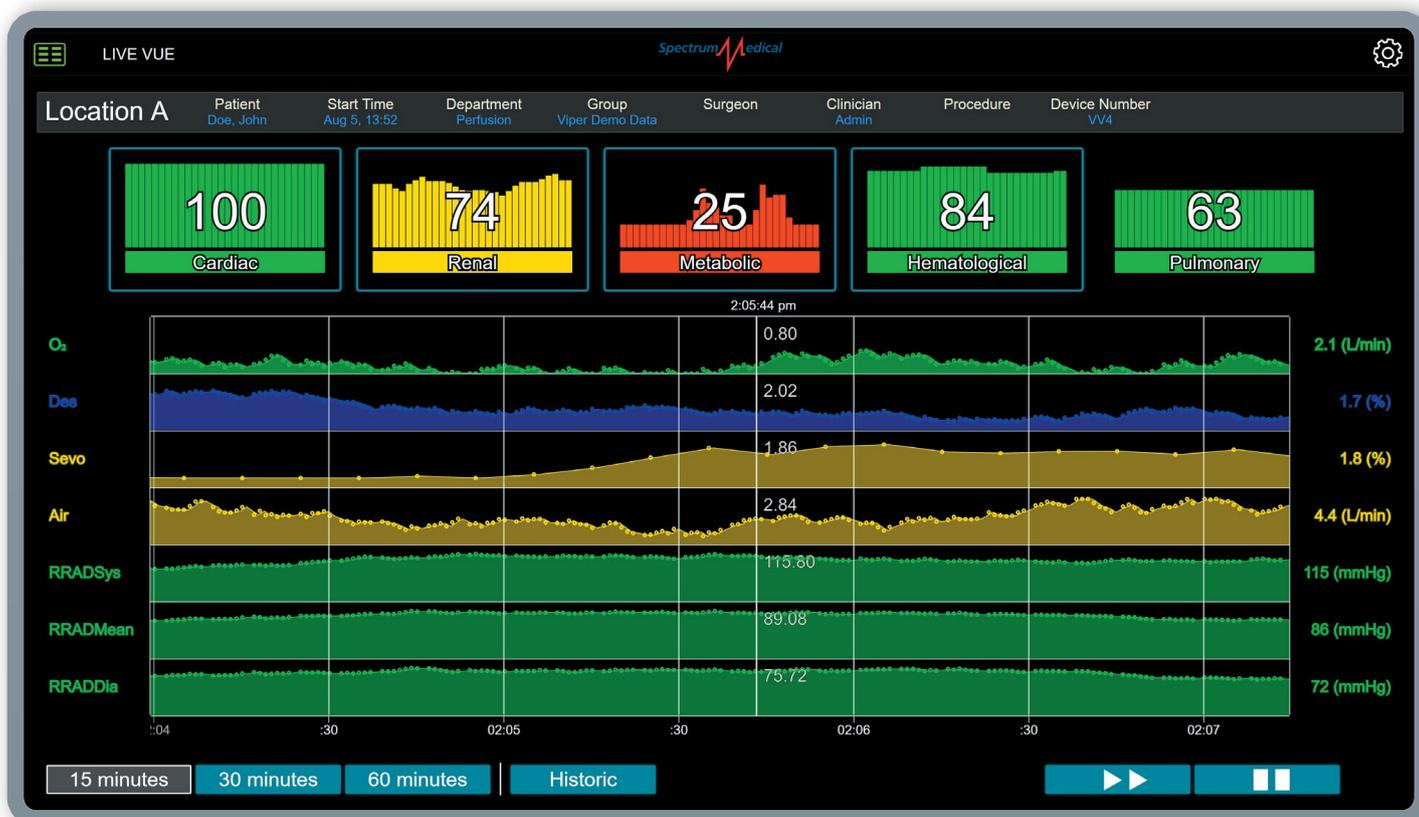 LIVE VUE
Spectrum Medical
Location A
Patient
Doe, John
Start Time
Aug 5, 13:52
Department
Perfusion
Group
Viper Demo Data
Surgeon
Clinician
Admin
Procedure
Device Number
VV4
100
Cardiac
74
Renal
25
Metabolic
84
Hematological
63
Pulmonary
2:05:44 pm
O₂ 0.80 2.1 (L/min)
Des 2.02 1.7 (%)
Sevo 1.86 1.8 (%)
Air 2.84 4.4 (L/min)
RRADSys 115.80 115 (mmHg)
RRADMean 89.08 86 (mmHg)
RRADDia 75.72 72 (mmHg)
:04 :30 02:05 :30 02:06 :30 02:07
15 minutes 30 minutes 60 minutes Historic